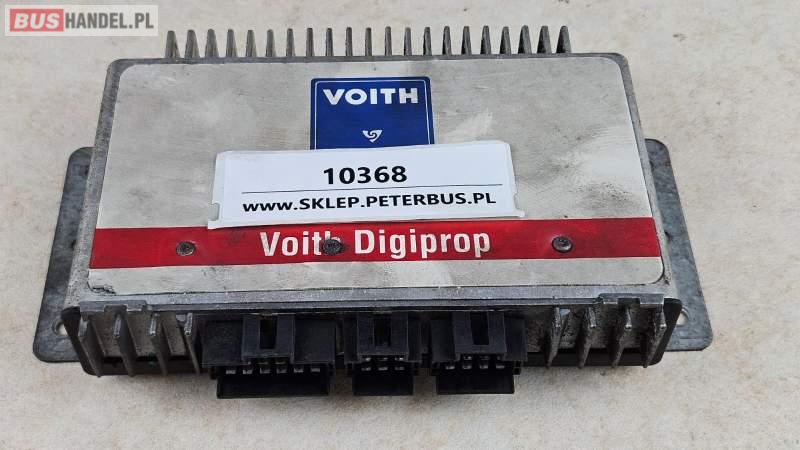 BUSHANDEL.PL
VOITH
10368
www.SKLEP.PETERBUS.PL
Voith Digiprop